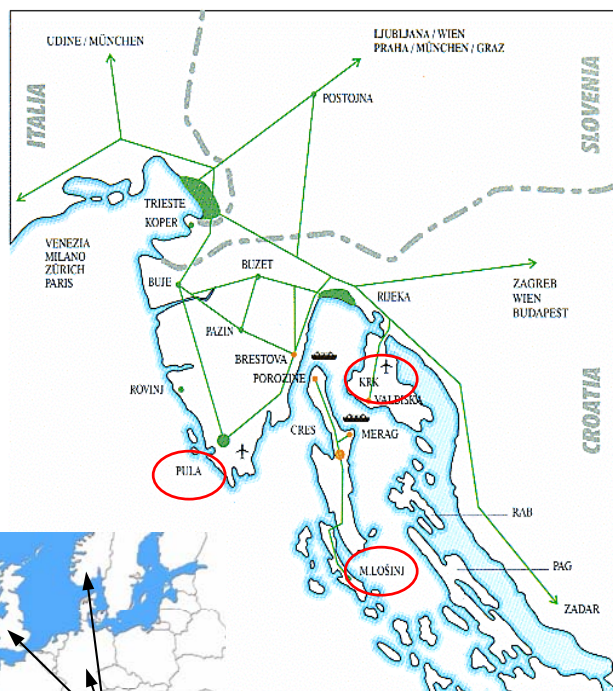 UDINE / MÜNCHEN
LJUBLJANA / WIEN
PRAHA / MÜNCHEN / GRAZ
ITALIA
SLOVENIA
POSTOJNA
TRIESTE
KOPER
VENEZIA
MILANO
ZÜRICH
PARIS
BUZET
BUJE
ZAGREB
WIEN
BUDAPEST
RIJEKA
PAZIN
BRESTOVA
POROZINE
KRK
VALBISKA
ROVINJ
CROATIA
CRES
MERAG
PULA
RAB
M.LOŠINJ
PAG
ZADAR